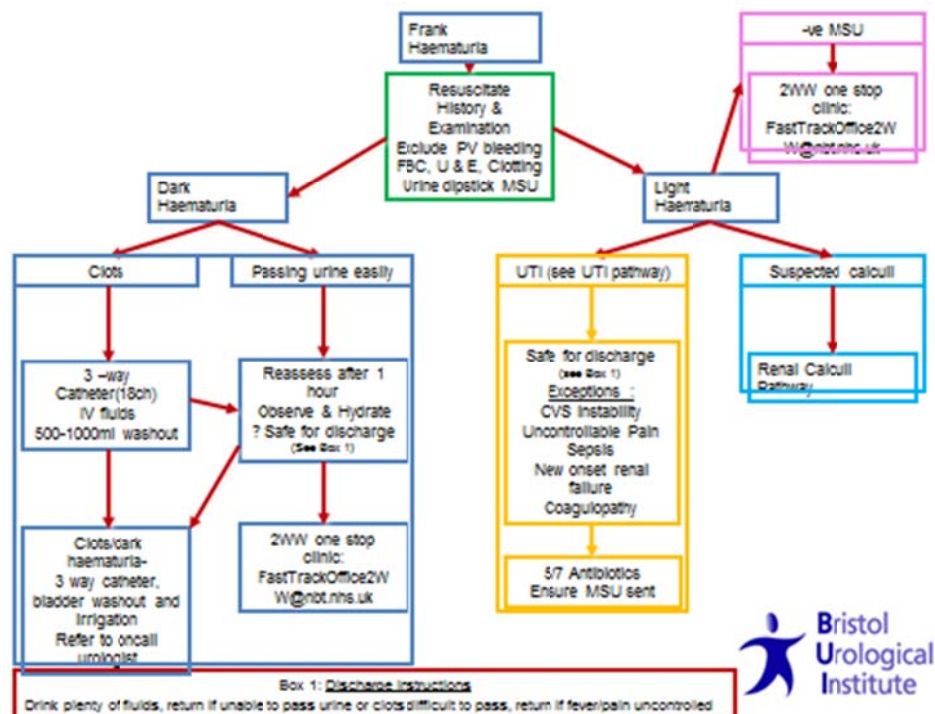 Frank
Haematuria
Resuscitate
History &
Examination
Exclude PV bleeding
FBC, U & E, Clotting
Urine dipstick MSU
-ve MSU
2WW one stop
clinic:
FastTrackOffice2W
W@nbt.nhs.uk
Dark
Haematuria
Light
Haematuria
Clots
Passing urine easily
3 –way
Catheter(18ch)
IV fluids
500-1000ml washout
Reassess after 1
hour
Observe & Hydrate
? Safe for discharge
(See Box 1)
Clots/dark
haematuria-
3 way catheter,
bladder washout and
irrigation
Refer to oncall
urologist
2WW one stop
clinic:
FastTrackOffice2W
W@nbt.nhs.uk
UTI (see UTI pathway)
Safe for discharge
(see Box 1)
Exceptions :
CVS instability
Uncontrollable Pain
Sepsis
New onset renal
failure
Coagulopathy
5/7 Antibiotics
Ensure MSU sent
Suspected calculi
Renal Calculi
Pathway
Bristol
Urological
Institute
Box 1: Discharge Instructions
Drink plenty of fluids, return if unable to pass urine or clots difficult to pass, return if fever/pain uncontrolled